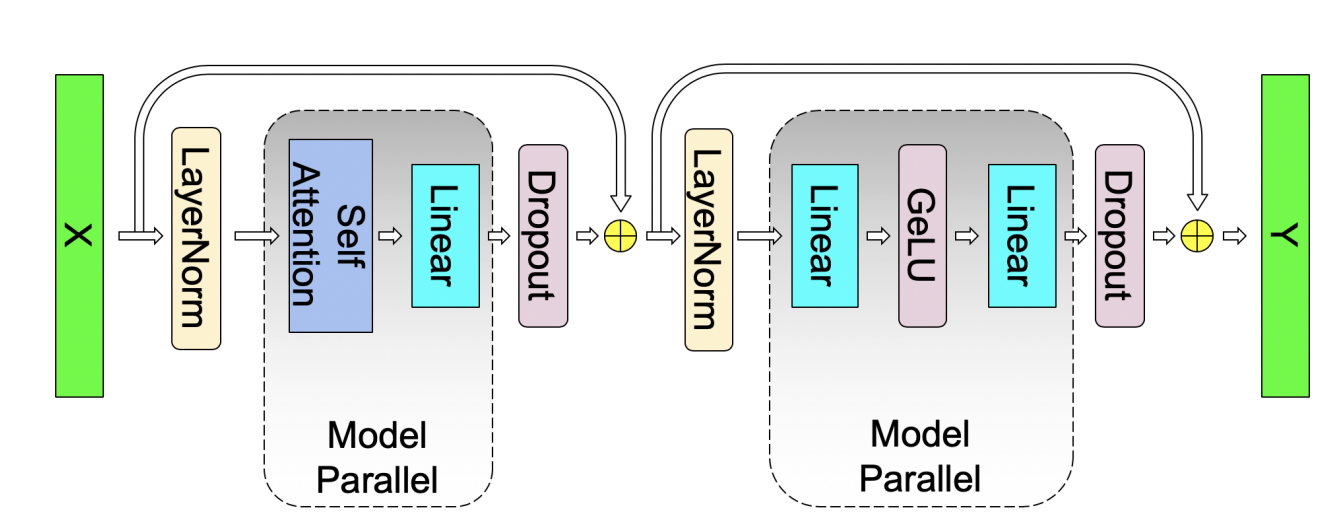 X
LayerNorm
Self
Attention
Linear
Model
Parallel
Dropout
LayerNorm
Linear
GeLU
Linear
Model
Parallel
Dropout
Y